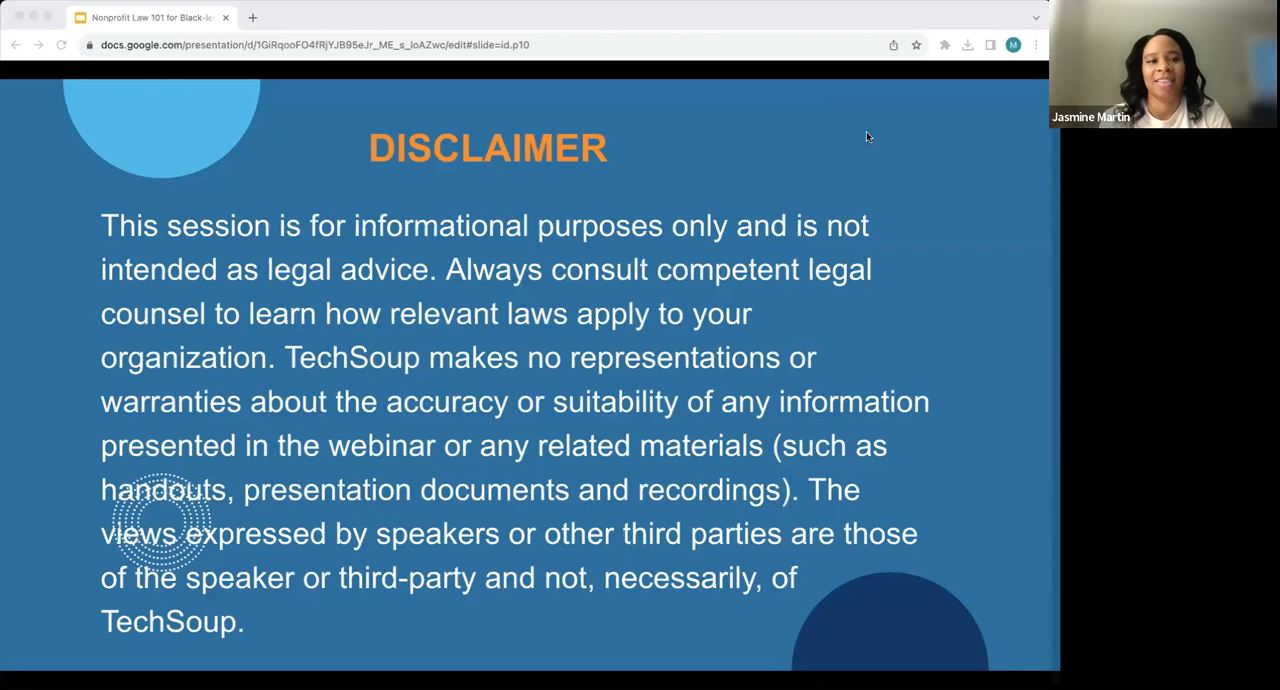 Nonprofit Law 101 for Black-le
docs.google.com/presentation/d/1GiRqooFO4fRjYJB95eJr_ME_s_loAZwc/edit#slide=id.p10
M
Jasmine Martin
DISCLAIMER
This session is for informational purposes only and is not
intended as legal advice. Always consult competent legal
counsel to learn how relevant laws apply to your
organization. TechSoup makes no representations or
warranties about the accuracy or suitability of any information
presented in the webinar or any related materials (such as
handouts, presentation documents and recordings). The
views expressed by speakers or other third parties are those
of the speaker or third-party and not, necessarily, of
TechSoup.